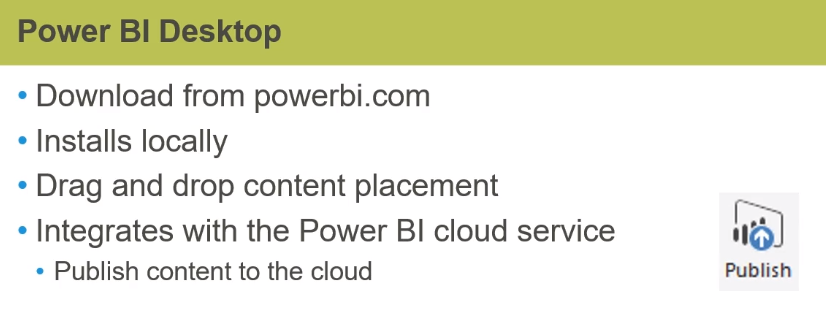 Power BI Desktop
• Download from powerbi.com
• Installs locally
• Drag and drop content placement
• Integrates with the Power BI cloud service
• Publish content to the cloud
Publish